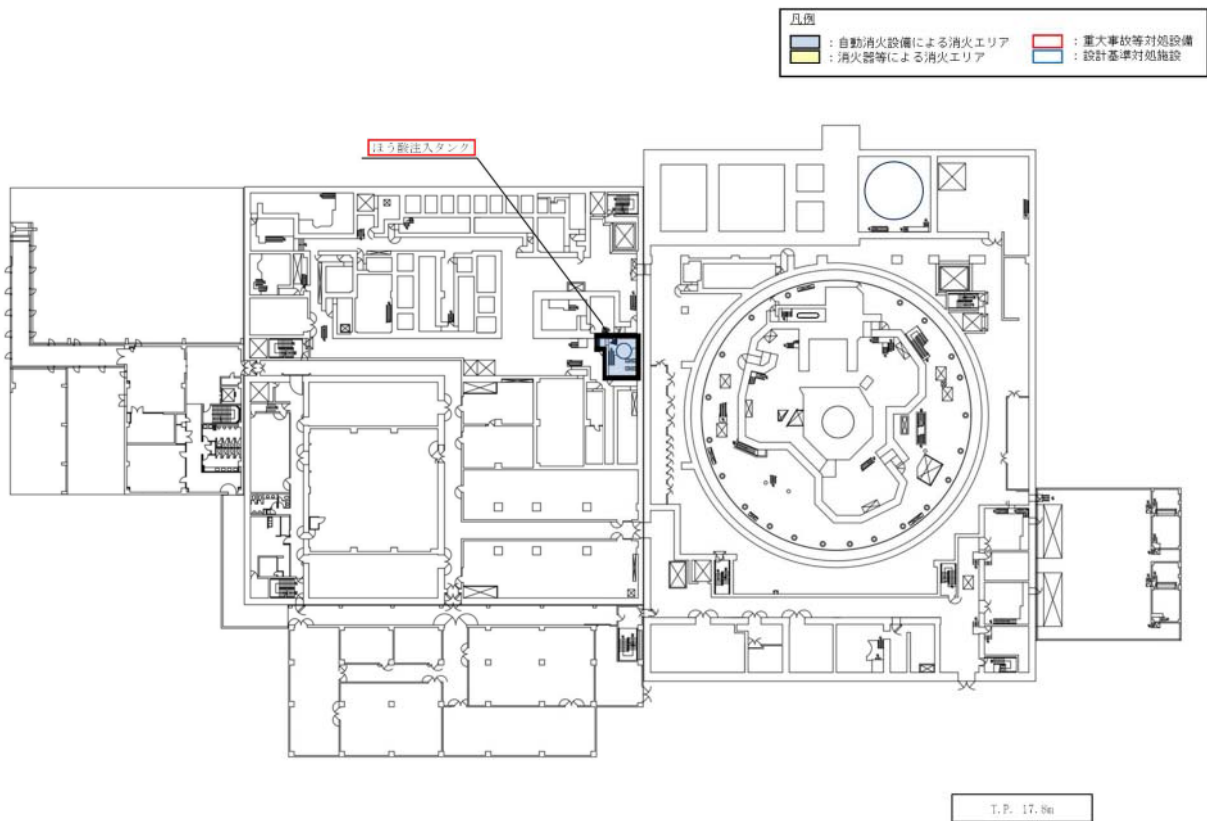 凡例
：自動消火設備による消火エリア
：重大事故等対処設備
：消火器等による消火エリア
：設計基準対処施設
ほう酸注入タンク
T.P. 17.8m